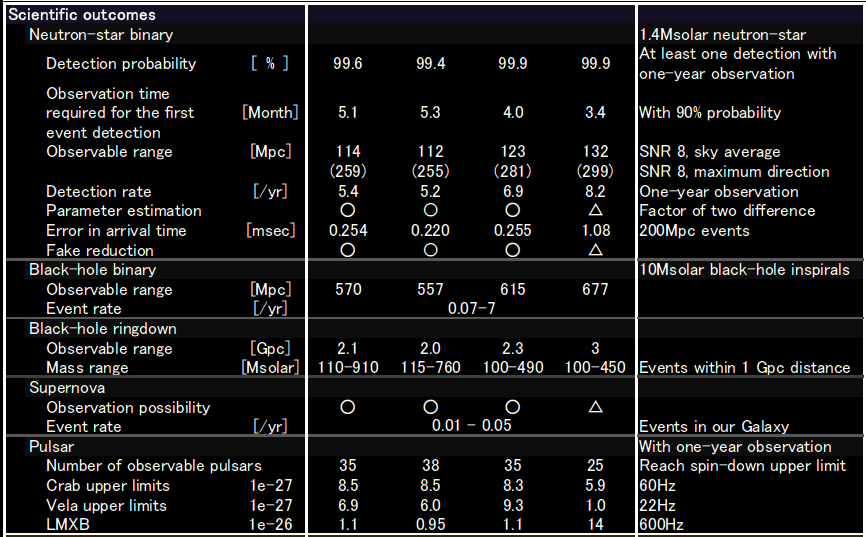 Scientific outcomes
Neutron-star binary 1.4Msolar neutron-star
Detection probability [ % ] 99.6 99.4 99.9 99.9 At least one detection with
one-year observation
Observation time
required for the first [Month] 5.1 5.3 4.0 3.4 With 90% probability
event detection
Observable range [Mpc] 114 112 123 132 SNR 8, sky average
(259) (255) (281) (299) SNR 8, maximum direction
Detection rate [/yr] 5.4 5.2 6.9 8.2 One-year observation
Parameter estimation ○ ○ ○ △ Factor of two difference
Error in arrival time [msec] 0.254 0.220 0.255 1.08 200Mpc events
Fake reduction ○ ○ ○ △
Black-hole binary 10Msolar black-hole inspirals
Observable range [Mpc] 570 557 615 677
Event rate [/yr] 0.07-7
Black-hole ringdown
Observable range [Gpc] 2.1 2.0 2.3 3
Mass range [Msolar] 110-910 115-760 100-490 100-450 Events within 1 Gpc distance
Supernova
Observation possibility ○ ○ ○ △
Event rate [/yr] 0.01 - 0.05 Events in our Galaxy
Pulsar With one-year observation
Number of observable pulsars 35 38 35 25 Reach spin-down upper limit
Crab upper limits 1e-27 8.5 8.5 8.3 5.9 60Hz
Vela upper limits 1e-27 6.9 6.0 9.3 1.0 22Hz
LMXB 1e-26 1.1 0.95 1.1 14 600Hz